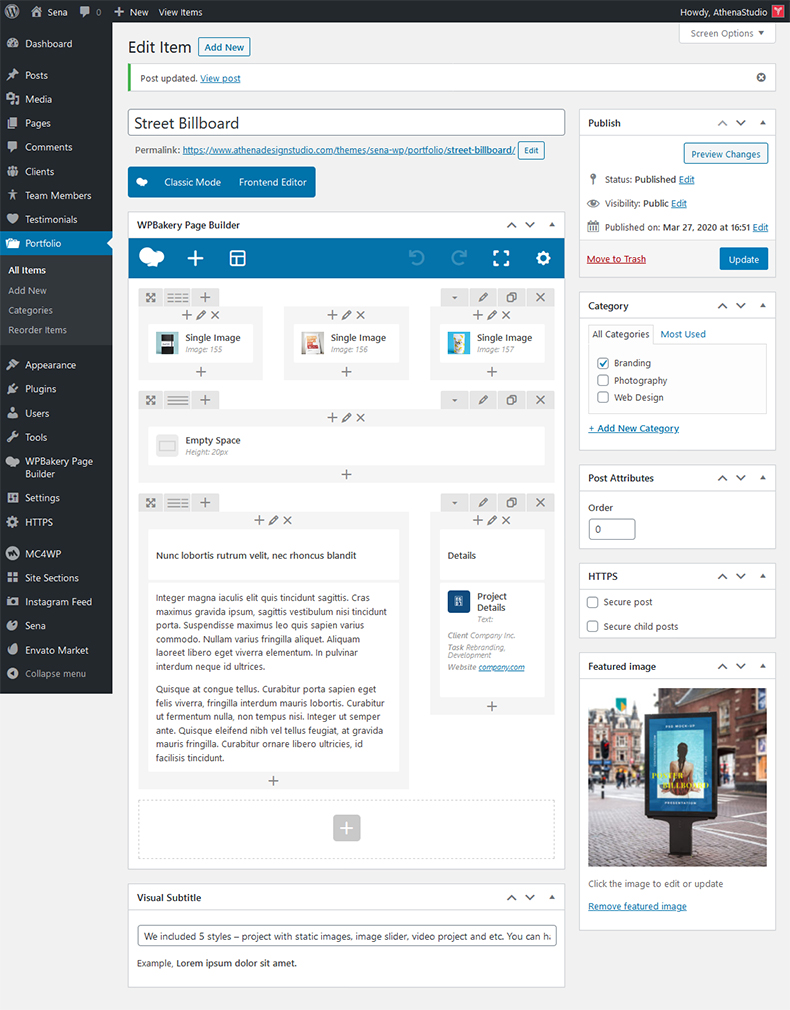 Sena
0
New
View Items
Howdy, AthenaStudio
Dashboard
Posts
Media
Pages
Comments
Clients
Team Members
Testimonials
Portfolio
All Items
Add New
Categories
Reorder Items
Appearance
Plugins
Users
Tools
WPBakery Page
Builder
Settings
HTTPS
MC4WP
Site Sections
Instagram Feed
Sena
Envato Market
Collapse menu
Screen Options
Edit Item
Add New
Post updated. View post
Street Billboard
Permalink: https://www.athenadesignstudio.com/themes/sena-wp/portfolio/street-billboard/
Edit
Classic Mode
Frontend Editor
WPBakery Page Builder
Single Image
Image: 155
Single Image
Image: 156
Single Image
Image: 157
Empty Space
Height: 20px
Nunc lobortis rutrum velit, nec rhoncus blandit
Integer magna iaculis elit quis tincidunt sagittis. Cras
maximus gravida ipsum, sagittis vestibulum nisi tincidunt
porta. Suspendisse maximus leo quis sapien varius
commodo. Nullam varius fringilla aliquet. Aliquam
laoreet libero eget viverra elementum. In pulvinar
interdum neque id ultrices.
Quisque at congue tellus. Curabitur porta sapien eget
felis viverra, fringilla interdum mauris lobortis. Curabitur
ut fermentum nulla, non tempus nisi. Integer ut semper
ante. Quisque eleifend nibh vel tellus feugiat, at gravida
mauris fringilla. Curabitur ornare libero ultricies, id
facilisis tincidunt.
Details
Project
Details
Text:
Client Company Inc.
Task Rebranding,
Development
Website company.com
Visual Subtitle
We included 5 styles – project with static images, image slider, video project and etc. You can h
Example, Lorem ipsum dolor sit amet.
Publish
Preview Changes
Status: Published Edit
Visibility: Public Edit
Published on: Mar 27, 2020 at 16:51 Edit
Move to Trash
Update
Category
All Categories
Most Used
Branding
Photography
Web Design
+ Add New Category
Post Attributes
Order
0
HTTPS
Secure post
Secure child posts
Featured image
PSD MOCK-UP
POSTER
BILLBOARD
PRESENTATION
Click the image to edit or update
Remove featured image